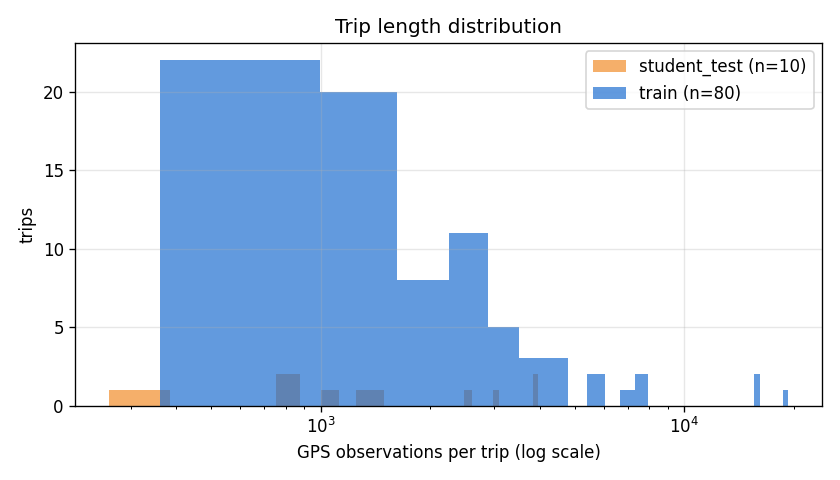 Trip length distribution
student_test (n=10)
train (n=80)
trips
20
15
10
5
0
10³
10⁴
GPS observations per trip (log scale)